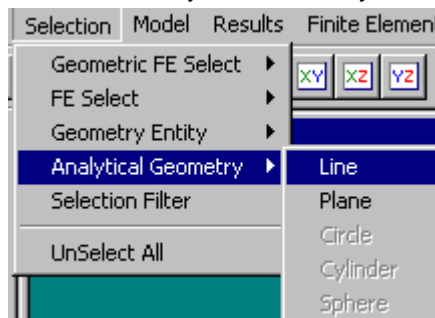 Selection Model Results Finite Elemen
Geometric FE Select
XY XZ YZ
FE Select
Geometry Entity
Analytical Geometry
Line
Selection Filter
Plane
Circle
UnSelect All
Cylinder
Sphere